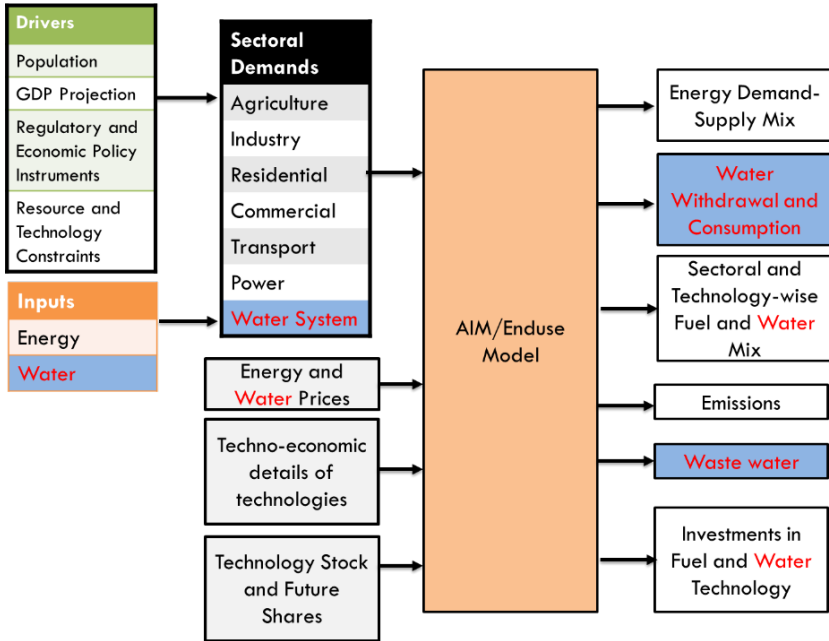 Drivers
Population
GDP Projection
Regulatory and
Economic Policy
Instruments
Resource and
Technology
Constraints
Inputs
Energy
Water
Sectoral
Demands
Agriculture
Industry
Residential
Commercial
Transport
Power
Water System
Energy and
Water Prices
Techno-economic
details of
technologies
Technology Stock
and Future
Shares
AIM/Enduse
Model
Energy Demand-
Supply Mix
Water
Withdrawal and
Consumption
Sectoral and
Technology-wise
Fuel and Water
Mix
Emissions
Waste water
Investments in
Fuel and Water
Technology